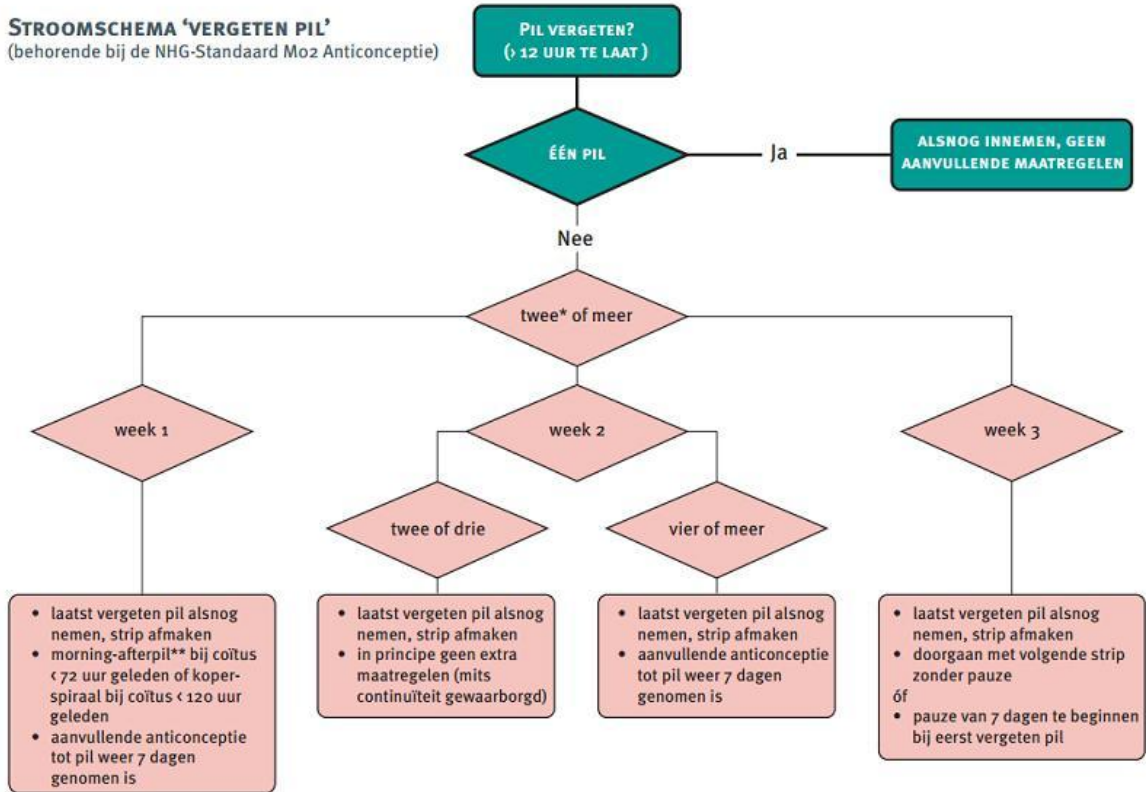 STROOMSCHEMA ‘VERGETEN PIL’
(behorende bij de NHG-Standaard M02 Anticonceptie)
PIL VERGETEN?
(› 12 UUR TE LAAT )
ÉÉN PIL
Ja
ALSNOG INNEMEN, GEEN
AANVULLENDE MAATREGELEN
Nee
twee* of meer
week 1
week 2
week 3
twee of drie
vier of meer
• laatst vergeten pil alsnog
nemen, strip afmaken
• morning-afterpil** bij coïtus
‹ 72 uur geleden of koper-
spiraal bij coïtus ‹ 120 uur
geleden
• aanvullende anticonceptie
tot pil weer 7 dagen
genomen is
• laatst vergeten pil alsnog
nemen, strip afmaken
• in principe geen extra
maatregelen (mits
continuïteit gewaarborgd)
• laatst vergeten pil alsnog
nemen, strip afmaken
• aanvullende anticonceptie
tot pil weer 7 dagen
genomen is
• laatst vergeten pil alsnog
nemen, strip afmaken
• doorgaan met volgende strip
zonder pauze
óf
• pauze van 7 dagen te beginnen
bij eerst vergeten pil